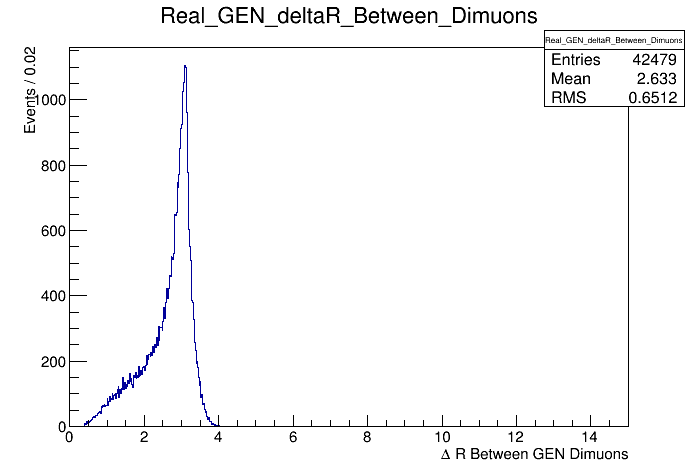 Real_GEN_deltaR_Between_Dimuons
Real_GEN_deltaR_Between_Dimuons
Entries 42479
Mean 2.633
RMS 0.6512
Events / 0.02
1000
800
600
400
200
0
0 2 4 6 8 10 12 14
Δ R Between GEN Dimuons